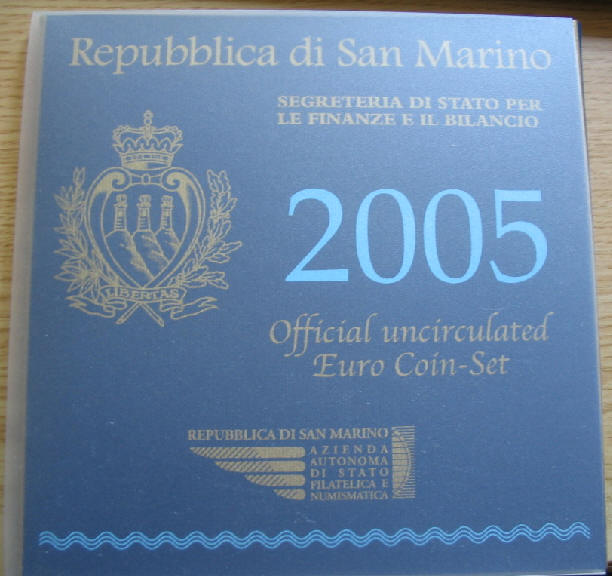 Repubblica di San Marino
SEGRETERIA DI STATO PER
LE FINANZE E IL BILANCIO
2005
LIBERTAS
Official uncirculated
Euro Coin-Set
REPUBBLICA DI SAN MARINO
AZIENDA
AUTONOMA
DI STATO
FILATELICA E
NUMISMATICA